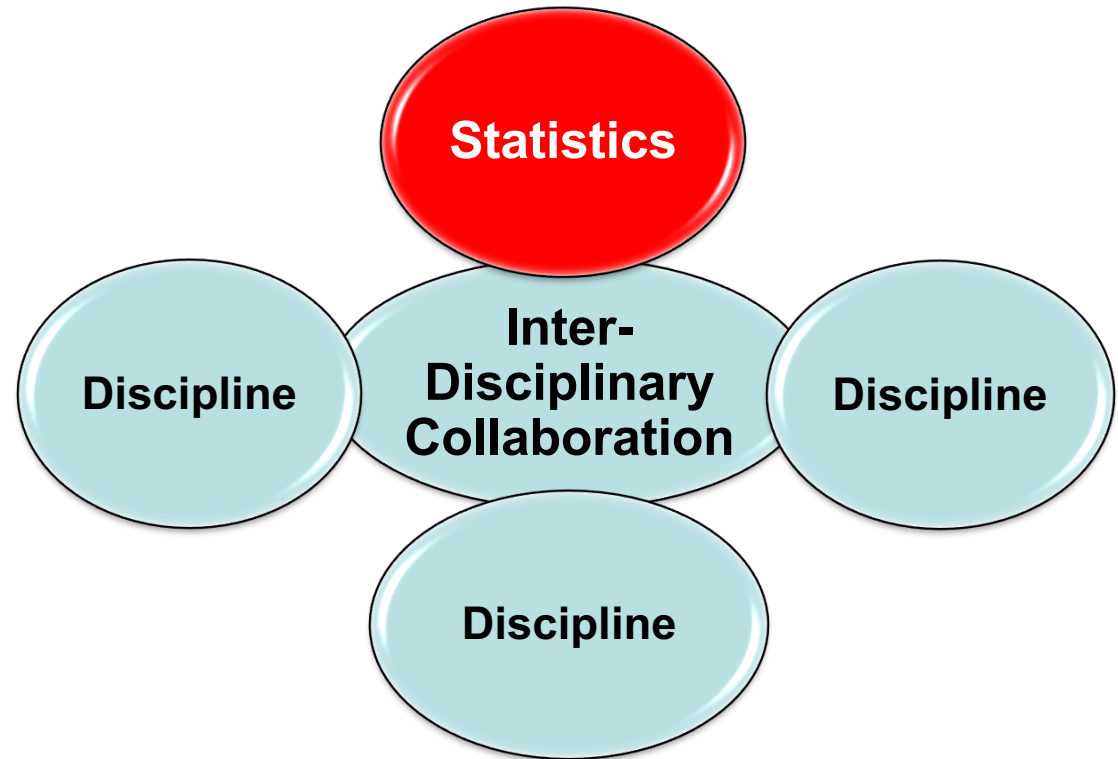 Statistics
Discipline
Inter-
Disciplinary
Collaboration
Discipline
Discipline